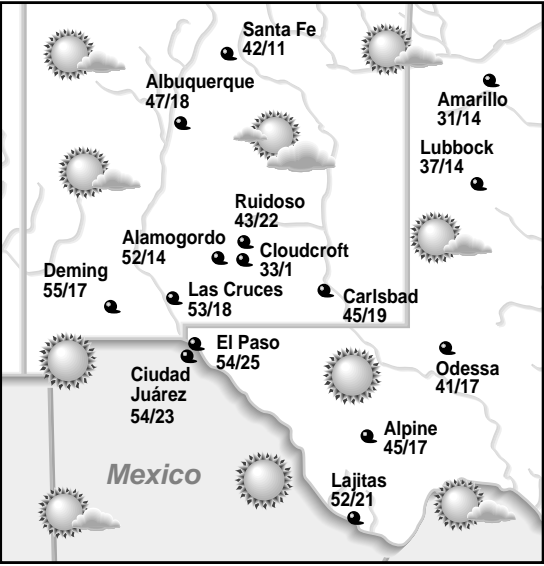 Santa Fe
42/11
Albuquerque
47/18
Amarillo
31/14
Lubbock
37/14
Ruidoso
43/22
Alamogordo
52/14
Cloudcroft
33/1
Deming
55/17
Las Cruces
53/18
Carlsbad
45/19
El Paso
54/25
Ciudad
Juárez
54/23
Odessa
41/17
Alpine
45/17
Mexico
Lajitas
52/21